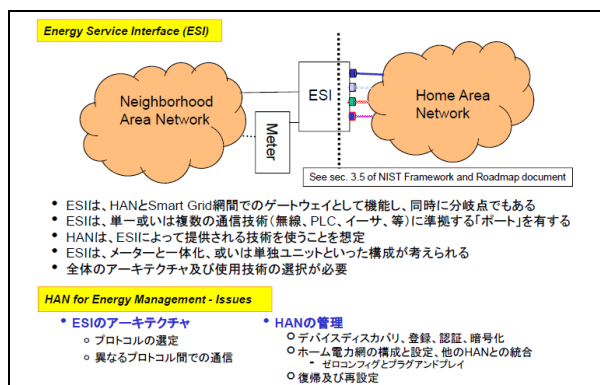 Energy Service Interface (ESI)
Neighborhood
Area Network
Meter
ESI
Home Area
Network
See sec. 3.5 of NIST Framework and Roadmap document
• ESIは、HANとSmart Grid網間でのゲートウェイとして機能し、同時に分岐点でもある
• ESIは、単一或いは複数の通信技術(無線、PLC、イーサ、等)に準拠する「ポート」を有する
• HANは、ESIによって提供される技術を使うことを想定
• ESIは、メーターと一体化、或いは単独ユニットといった構成が考えられる
• 全体のアーキテクチャ及び使用技術の選択が必要
HAN for Energy Management - Issues
• ESIのアーキテクチャ
○ プロトコルの選定
○ 異なるプロトコル間での通信
• HANの管理
○ デバイスディスカバリ、登録、認証、暗号化
○ ホーム電力網の構成と設定、他のHANとの統合
- ゼロコンフィグとプラグアンドプレイ
○ 復帰及び再設定